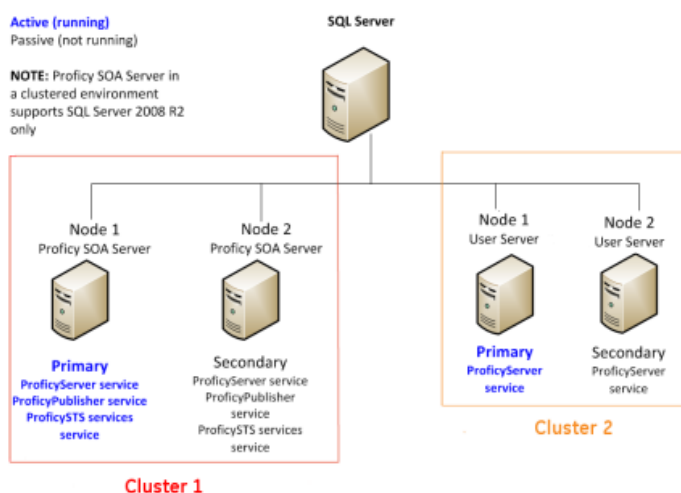 Active (running)
Passive (not running)
NOTE: Proficy SOA Server in
a clustered environment
supports SQL Server 2008 R2
only
SQL Server
Node 1
Proficy SOA Server
Primary
ProficyServer service
ProficyPublisher service
ProficySTS services
service
Node 2
Proficy SOA Server
Secondary
ProficyServer service
ProficyPublisher
service
ProficySTS services
service
Cluster 1
Node 1
User Server
Primary
ProficyServer
service
Node 2
User Server
Secondary
ProficyServer
service
Cluster 2